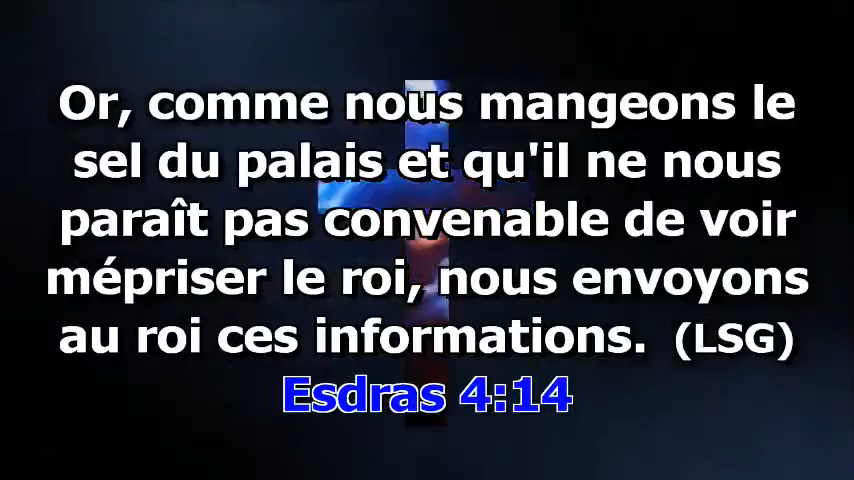 Or, comme nous mangeons le
sel du palais et qu'il ne nous
paraît pas convenable de voir
mépriser le roi, nous envoyons
au roi ces informations. (LSG)
Esdras 4:14